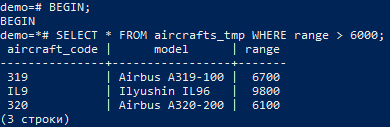 demo=# BEGIN;
BEGIN
demo=*# SELECT * FROM aircrafts_tmp WHERE range > 6000;
 aircraft_code |      model       | range
---------------+------------------+-------
 319           | Airbus A319-100  | 6700
 IL9           | Ilyushin IL96    | 9800
 320           | Airbus A320-200  | 6100
(3 строки)